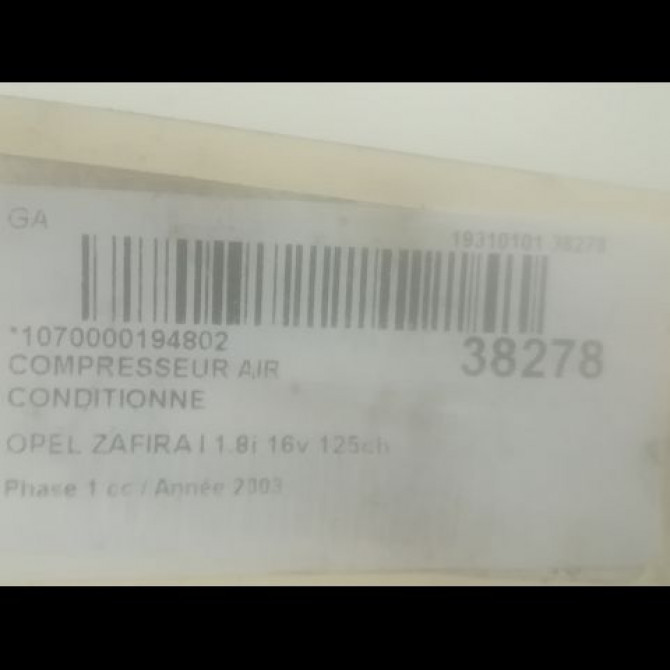 GA
19310101 38278
*1070000194802
38278
COMPRESSEUR AIR
CONDITIONNE
OPEL ZAFIRA I 1.8i 16v 125ch
Phase 1 cc / Année 2003